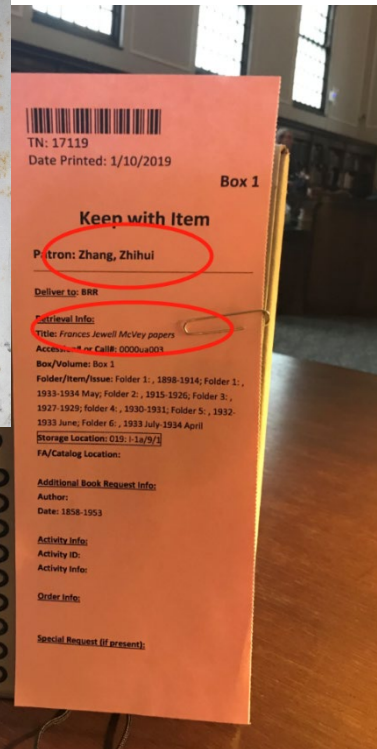 TN: 17119
Date Printed: 1/10/2019
Box 1
Keep with Item
Patron: Zhang, Zhihui
Deliver to: BRR
Retrieval Info:
Title: Frances Jewell McVey papers
Accession# or Call#: 0000ua003
Box/Volume: Box 1
Folder/Item/Issue: Folder 1: , 1898-1914; Folder 1: ,
1933-1934 May; Folder 2: , 1915-1926; Folder 3: ,
1927-1929; folder 4: , 1930-1931; Folder 5: , 1932-
1933 June; Folder 6: , 1933 July-1934 April
Storage Location: 019: I-1a/9/1
FA/Catalog Location:
Additional Book Request Info:
Author:
Date: 1858-1953
Activity Info:
Activity ID:
Activity Info:
Order Info:
Special Request (if present):